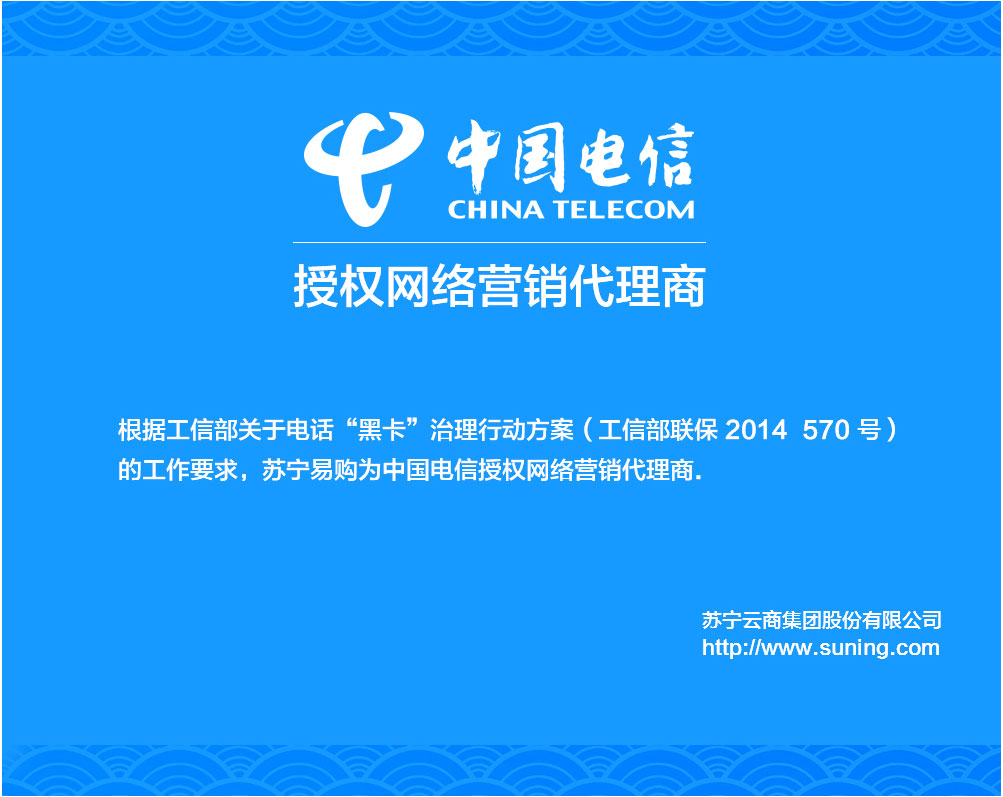 中国电信
CHINA TELECOM
授权网络营销代理商
根据工信部关于电话“黑卡”治理行动方案（工信部联保 2014 570 号）
的工作要求，苏宁易购为中国电信授权网络营销代理商.
苏宁云商集团股份有限公司
http://www.suning.com